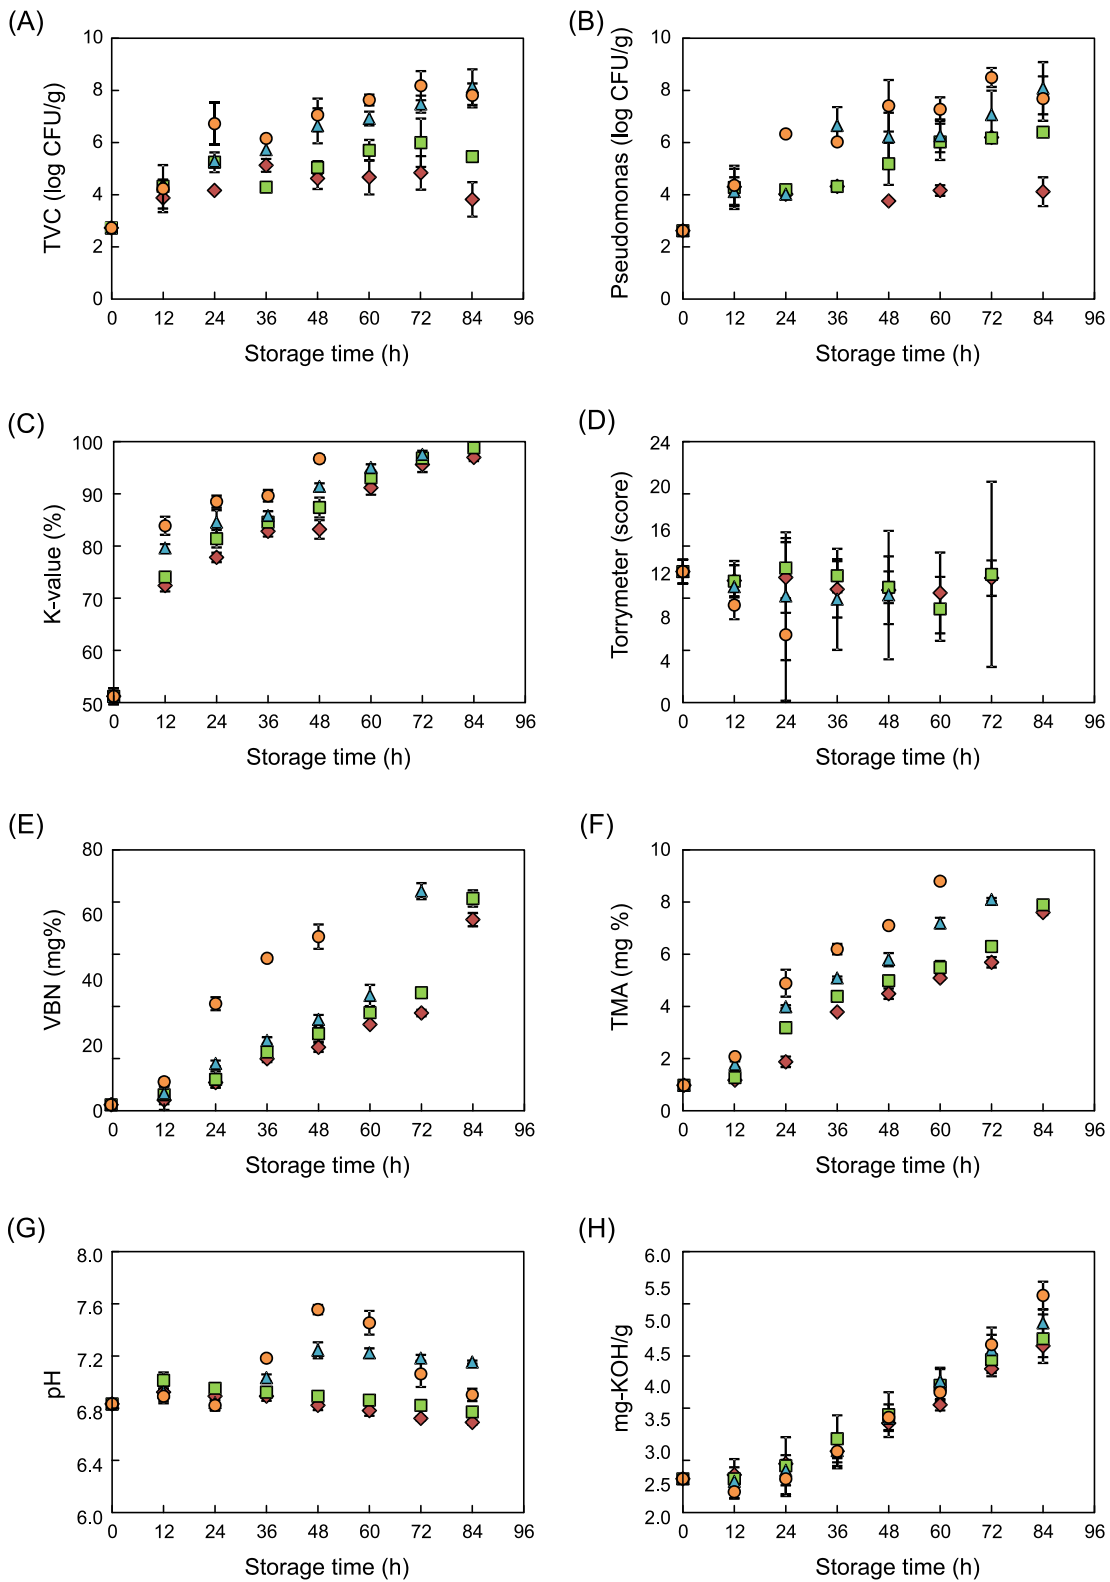 (A)
10
8
6
4
2
0
TVC (log CFU/g)
0 12 24 36 48 60 72 84 96
Storage time (h)
(B)
10
8
6
4
2
0
Pseudomonas (log CFU/g)
0 12 24 36 48 60 72 84 96
Storage time (h)
(C)
100
90
80
70
60
50
K-value (%)
0 12 24 36 48 60 72 84 96
Storage time (h)
(D)
24
20
16
12
8
4
0
Torrymeter (score)
0 12 24 36 48 60 72 84 96
Storage time (h)
(E)
80
60
40
20
0
VBN (mg%)
0 12 24 36 48 60 72 84 96
Storage time (h)
(F)
10
8
6
4
2
0
TMA (mg %)
0 12 24 36 48 60 72 84 96
Storage time (h)
(G)
8.0
7.6
7.2
6.8
6.4
6.0
pH
0 12 24 36 48 60 72 84 96
Storage time (h)
(H)
6.0
5.5
5.0
4.5
4.0
3.5
3.0
2.5
2.0
mg-KOH/g
0 12 24 36 48 60 72 84 96
Storage time (h)